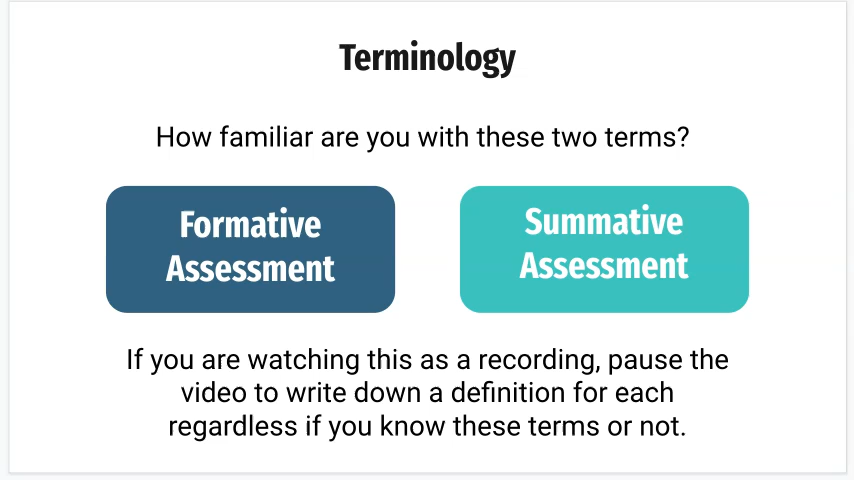 Terminology
How familiar are you with these two terms?
Formative
Assessment
Summative
Assessment
If you are watching this as a recording, pause the
video to write down a definition for each
regardless if you know these terms or not.